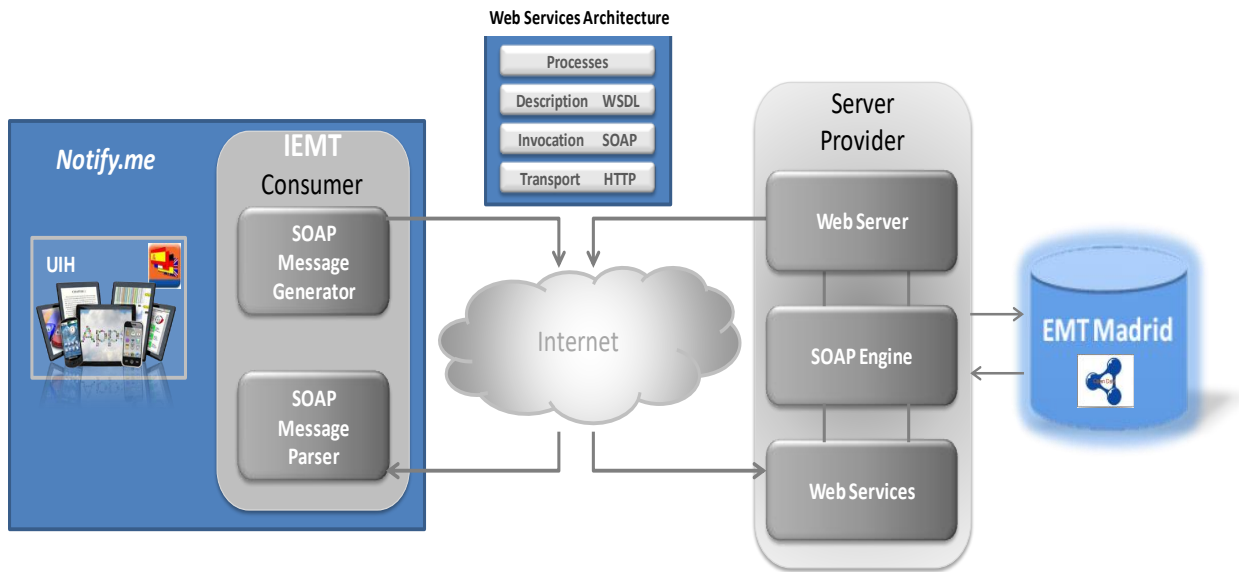 Web Services Architecture
Processes
Description WSDL
Invocation SOAP
Transport HTTP
Notify.me
UIH
App
IEMT
Consumer
SOAP
Message
Generator
SOAP
Message
Parser
Internet
Server
Provider
Web Server
SOAP Engine
Web Services
EMT Madrid